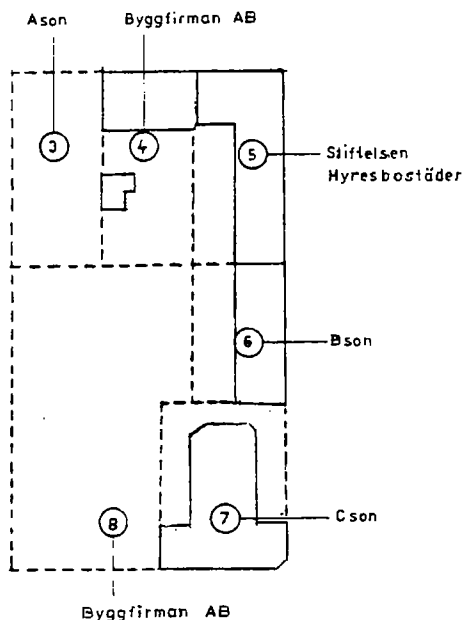 Ason
Byggfirman AB
3
4
5
Stiftelsen
Hyresbostäder
6
Bson
8
7
Cson
Byggfirman AB